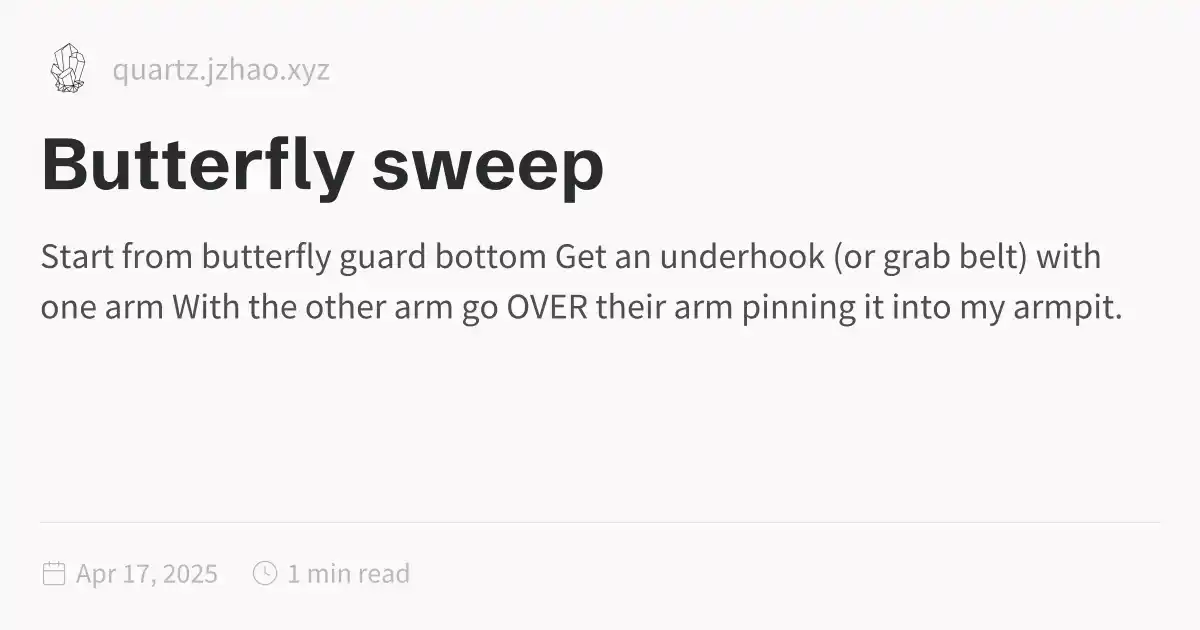 quartz.jzhao.xyz
Butterfly sweep
Start from butterfly guard bottom Get an underhook (or grab belt) with
one arm With the other arm go OVER their arm pinning it into my armpit.
Apr 17, 2025 1 min read